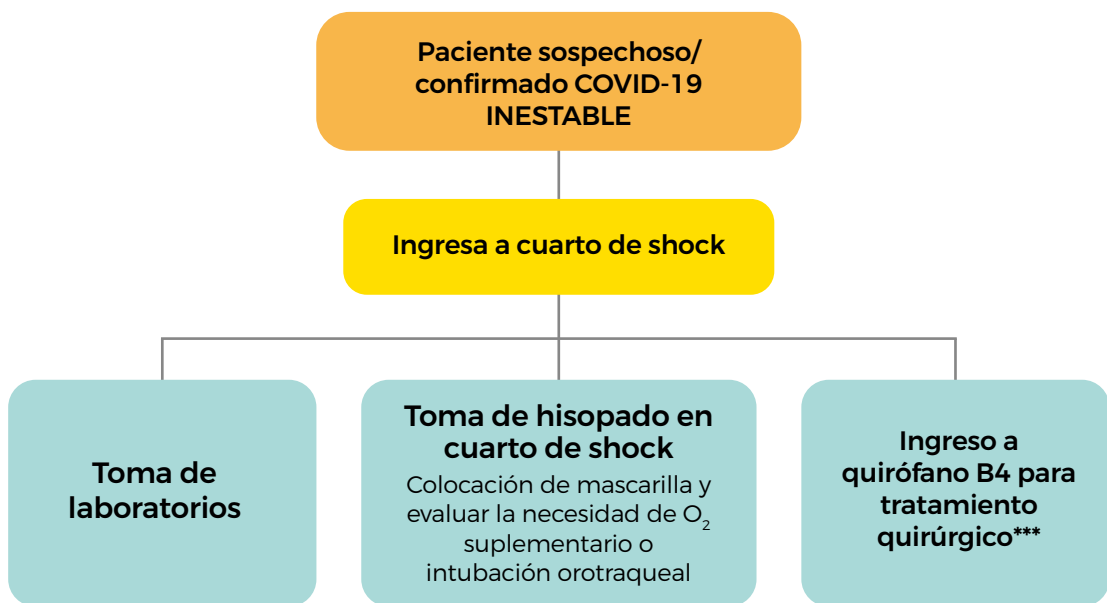 Paciente sospechoso/
confirmado COVID-19
INESTABLE
Ingresa a cuarto de shock
Toma de
laboratorios
Toma de hisopado en
cuarto de shock
Colocación de mascarilla y
evaluar la necesidad de O₂
suplementario o
intubación orotraqueal
Ingreso a
quirófano B4 para
tratamiento
quirúrgico***